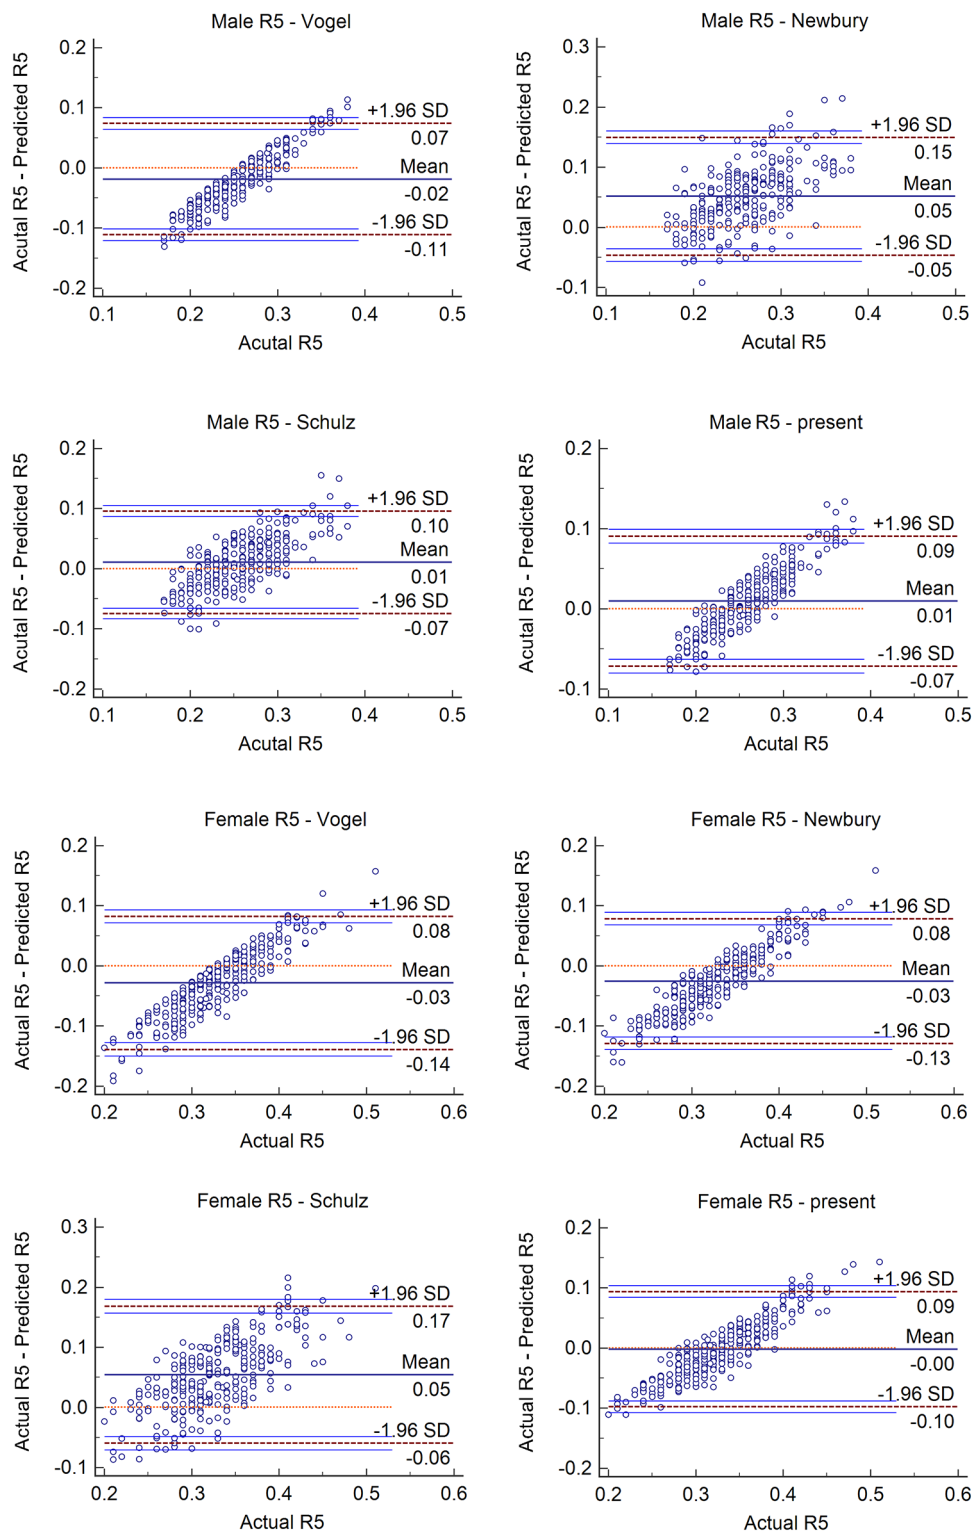 Male R5 - Vogel
Acutal R5 - Predicted R5
0.2
0.1
0.0
-0.1
-0.2
+1.96 SD
0.07
Mean
-0.02
-1.96 SD
-0.11
0.1 0.2 0.3 0.4 0.5
Acutal R5
Male R5 - Newbury
Acutal R5 - Predicted R5
0.3
0.2
0.1
0.0
-0.1
+1.96 SD
0.15
Mean
0.05
-1.96 SD
-0.05
0.1 0.2 0.3 0.4 0.5
Acutal R5
Male R5 - Schulz
Acutal R5 - Predicted R5
0.2
0.1
0.0
-0.1
-0.2
+1.96 SD
0.10
Mean
0.01
-1.96 SD
-0.07
0.1 0.2 0.3 0.4 0.5
Acutal R5
Male R5 - present
Acutal R5 - Predicted R5
0.2
0.1
0.0
-0.1
+1.96 SD
0.09
Mean
0.01
-1.96 SD
-0.07
0.1 0.2 0.3 0.4 0.5
Acutal R5
Female R5 - Vogel
Actual R5 - Predicted R5
0.2
0.1
0.0
-0.1
-0.2
+1.96 SD
0.08
Mean
-0.03
-1.96 SD
-0.14
0.2 0.3 0.4 0.5 0.6
Actual R5
Female R5 - Newbury
Actual R5 - Predicted R5
0.2
0.1
0.0
-0.1
-0.2
+1.96 SD
0.08
Mean
-0.03
-1.96 SD
-0.13
0.2 0.3 0.4 0.5 0.6
Actual R5
Female R5 - Schulz
Actual R5 - Predicted R5
0.3
0.2
0.1
0.0
-0.1
+1.96 SD
0.17
Mean
0.05
-1.96 SD
-0.06
0.2 0.3 0.4 0.5 0.6
Actual R5
Female R5 - present
Actual R5 - Predicted R5
0.2
0.1
0.0
-0.1
-0.2
+1.96 SD
0.09
Mean
-0.00
-1.96 SD
-0.10
0.2 0.3 0.4 0.5 0.6
Actual R5